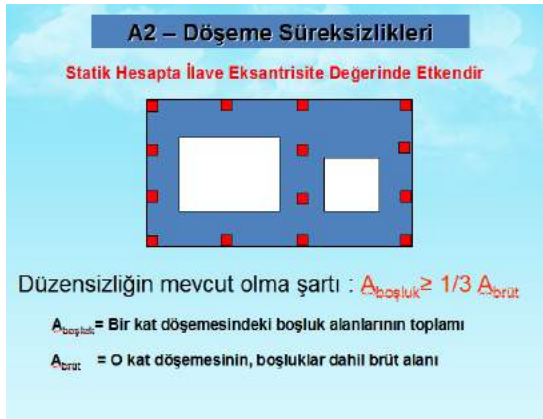 A2 – Döşeme Süreksizlikleri
Statik Hesapta İlave Eksantrisite Değerinde Etkendir
Düzensizliğin mevcut olma şartı : Aboşluk≥ 1/3 Abrüt
Aboşluk= Bir kat döşemesindeki boşluk alanlarının toplamı
Abrüt = O kat döşemesinin, boşluklar dahil brüt alanı